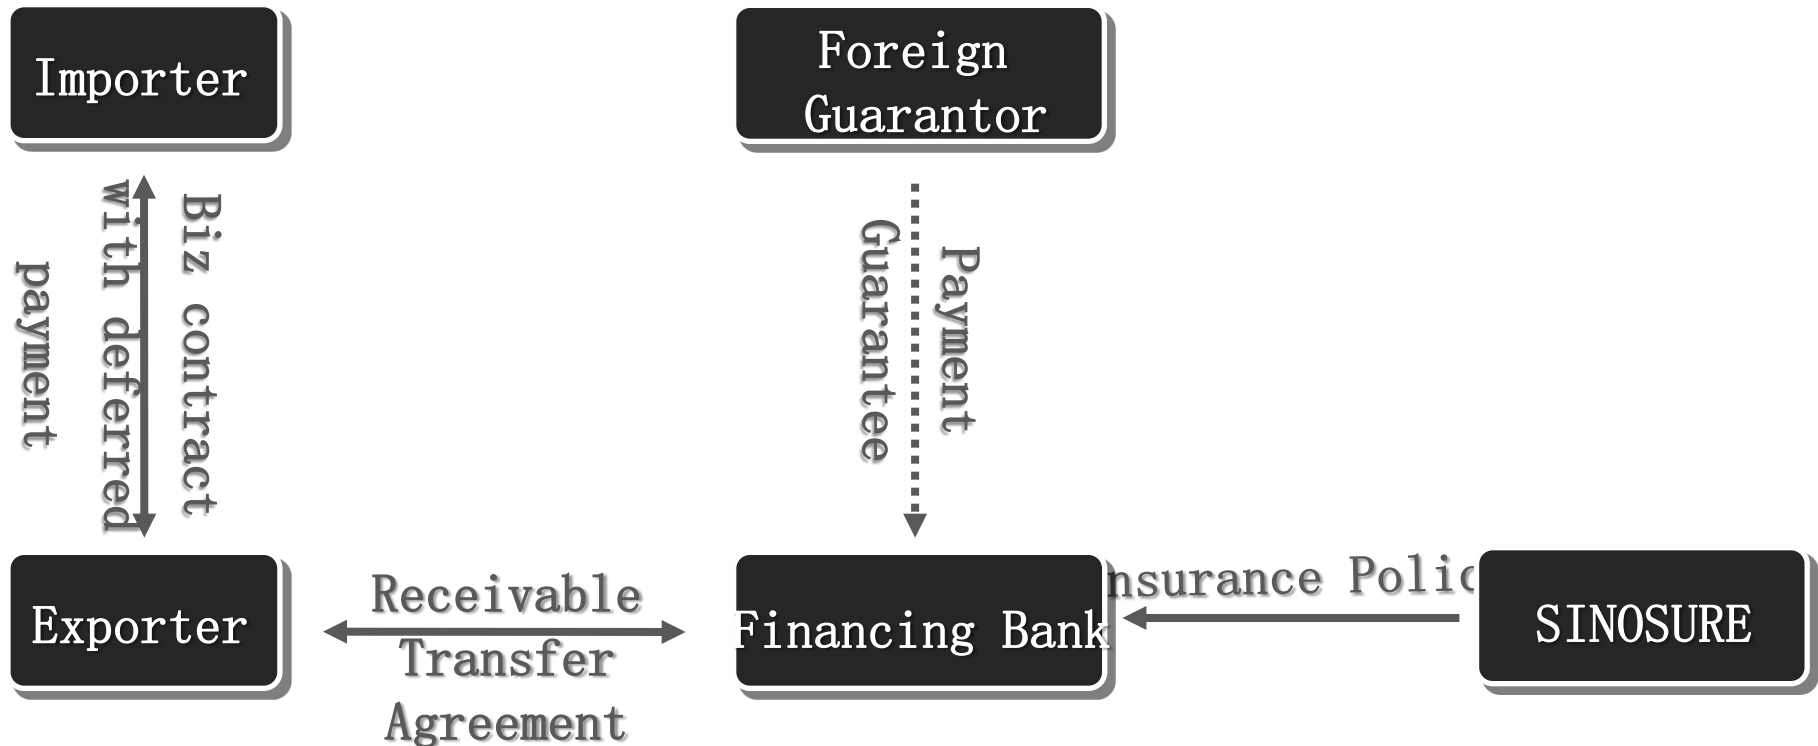 Importer
Foreign
Guarantor
Biz contract
with deferred
payment
Payment
Guarantee
Exporter
Receivable
Transfer
Agreement
Financing Bank
nsurance Polic
SINOSURE